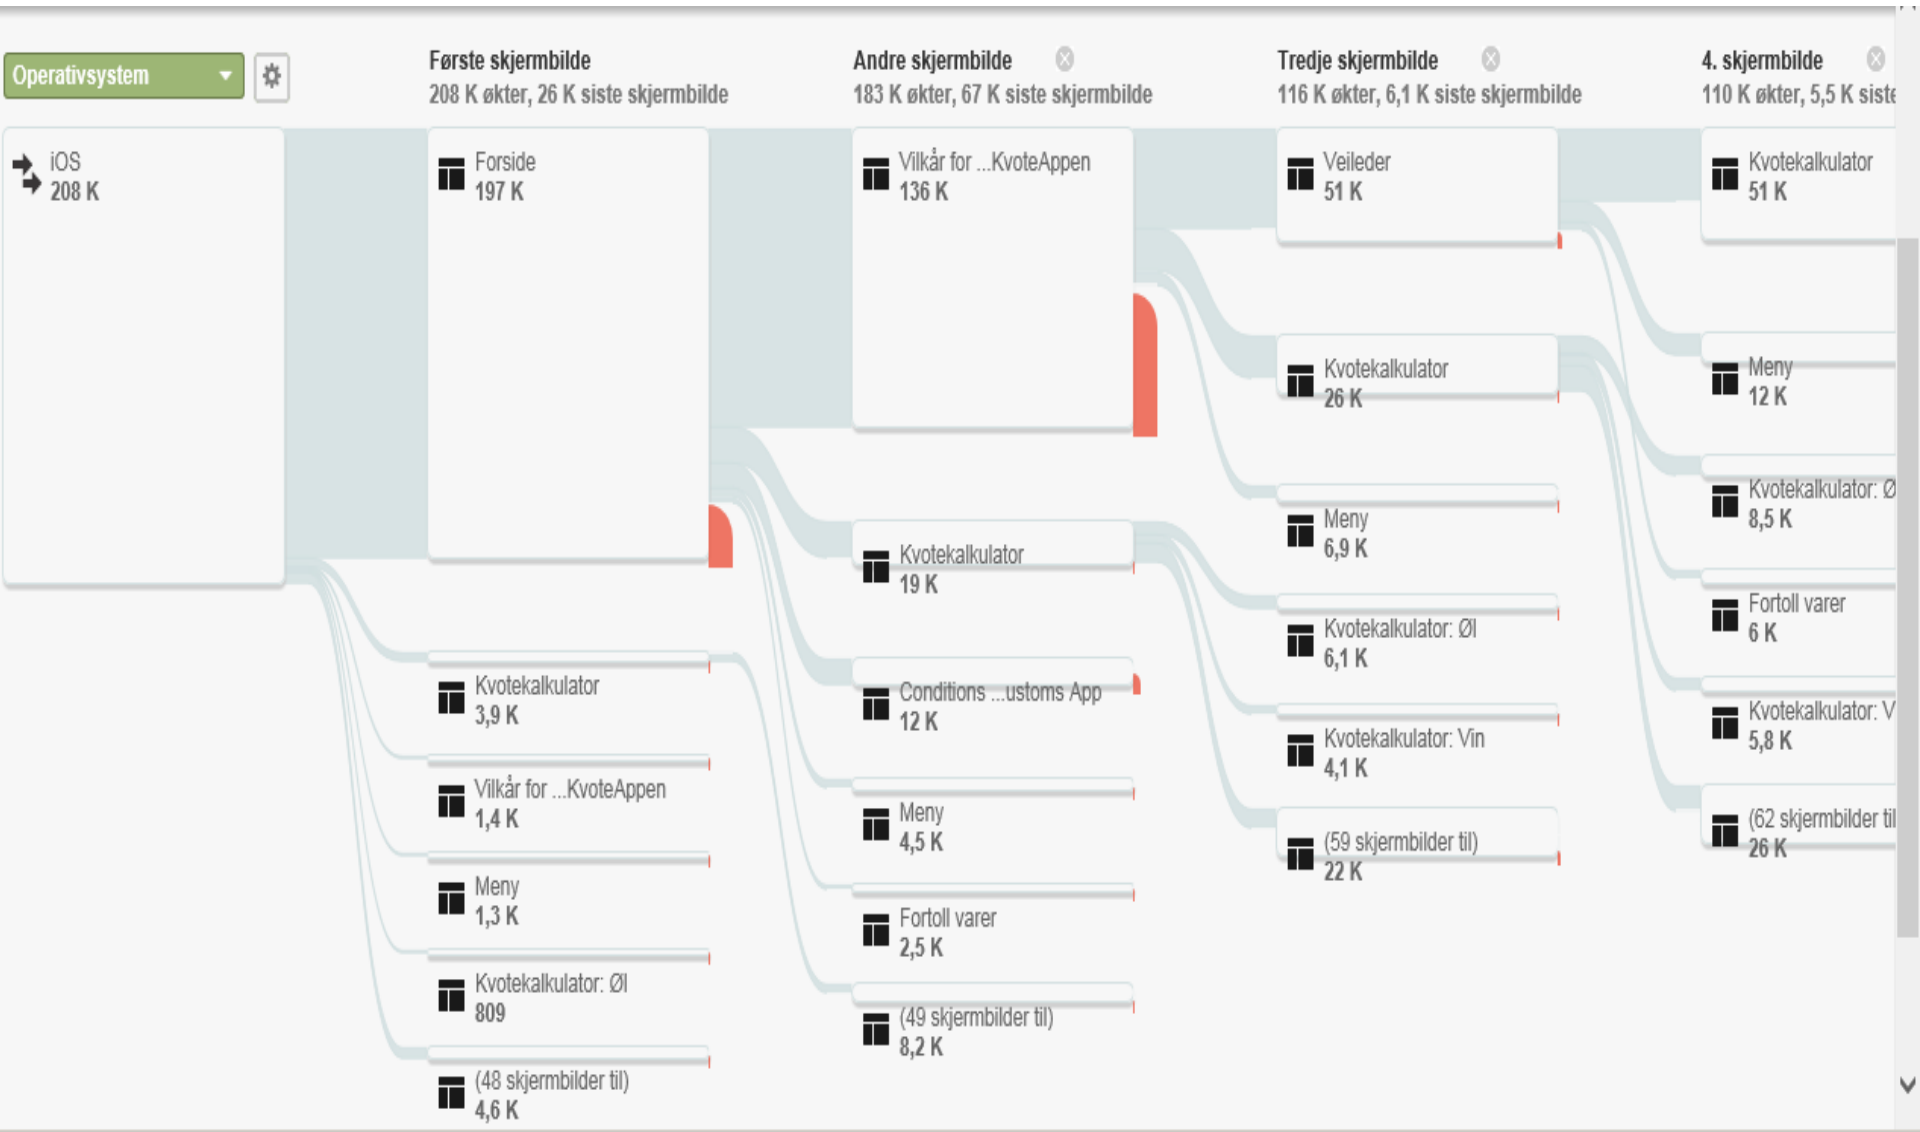 Operativsystem
Første skjermbilde
208 K økter, 26 K siste skjermbilde
Andre skjermbilde
183 K økter, 67 K siste skjermbilde
Tredje skjermbilde
116 K økter, 6,1 K siste skjermbilde
4. skjermbilde
110 K økter, 5,5 K siste
iOS
208 K
Forside
197 K
Kvotekalkulator
3,9 K
Vilkår for ...KvoteAppen
1,4 K
Meny
1,3 K
Kvotekalkulator: Øl
809
(48 skjermbilder til)
4,6 K
Vilkår for ...KvoteAppen
136 K
Kvotekalkulator
19 K
Conditions ...ustoms App
12 K
Meny
4,5 K
Fortoll varer
2,5 K
(49 skjermbilder til)
8,2 K
Veileder
51 K
Kvotekalkulator
26 K
Meny
6,9 K
Kvotekalkulator: Øl
6,1 K
Kvotekalkulator: Vin
4,1 K
(59 skjermbilder til)
22 K
Kvotekalkulator
51 K
Meny
12 K
Kvotekalkulator: Ø
8,5 K
Fortoll varer
6 K
Kvotekalkulator: V
5,8 K
(62 skjermbilder til
26 K